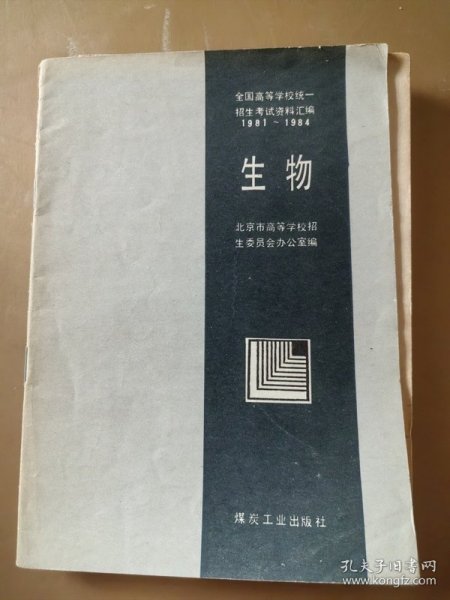 全国高等学校统一
招生考试资料汇编
1981～1984
生物
北京市高等学校招
生委员会办公室编
煤炭工业出版社
孔夫子旧书网
www.kongfz.com